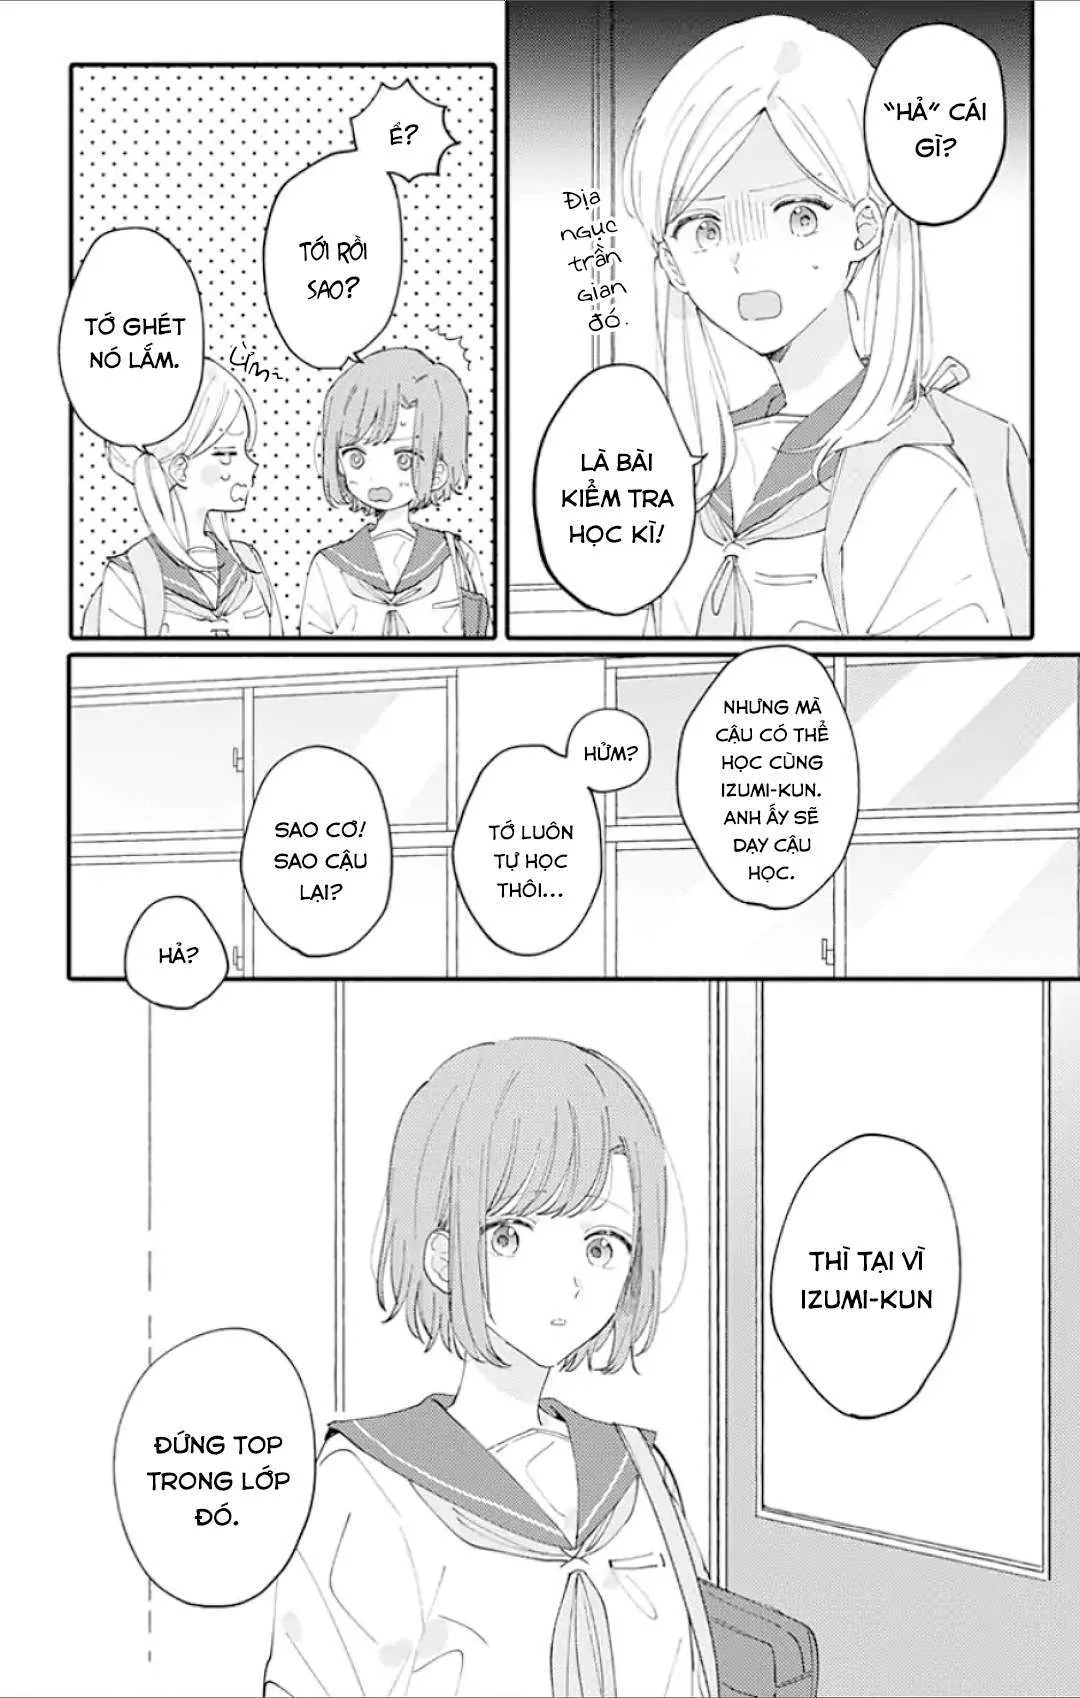 "HẢ" CÁI
GÌ?
Địa
ngục
trần
gian
đó.
LÀ BÀI
KIỂM TRA
HỌC KÌ!
Ể?
TỚI RỒI
SAO?
TỚ GHÉT
NÓ LẮM.
Ừm..
NHƯNG MÀ
CẬU CÓ THỂ
HỌC CÙNG
IZUMI-KUN.
ANH ẤY SẼ
DẠY CẬU
HỌC.
HỬM?
TỚ LUÔN
TỰ HỌC
THÔI...
SAO CƠ!
SAO CẬU
LẠI?
HẢ?
THÌ TẠI VÌ
IZUMI-KUN
ĐỨNG TOP
TRONG LỚP
ĐÓ.